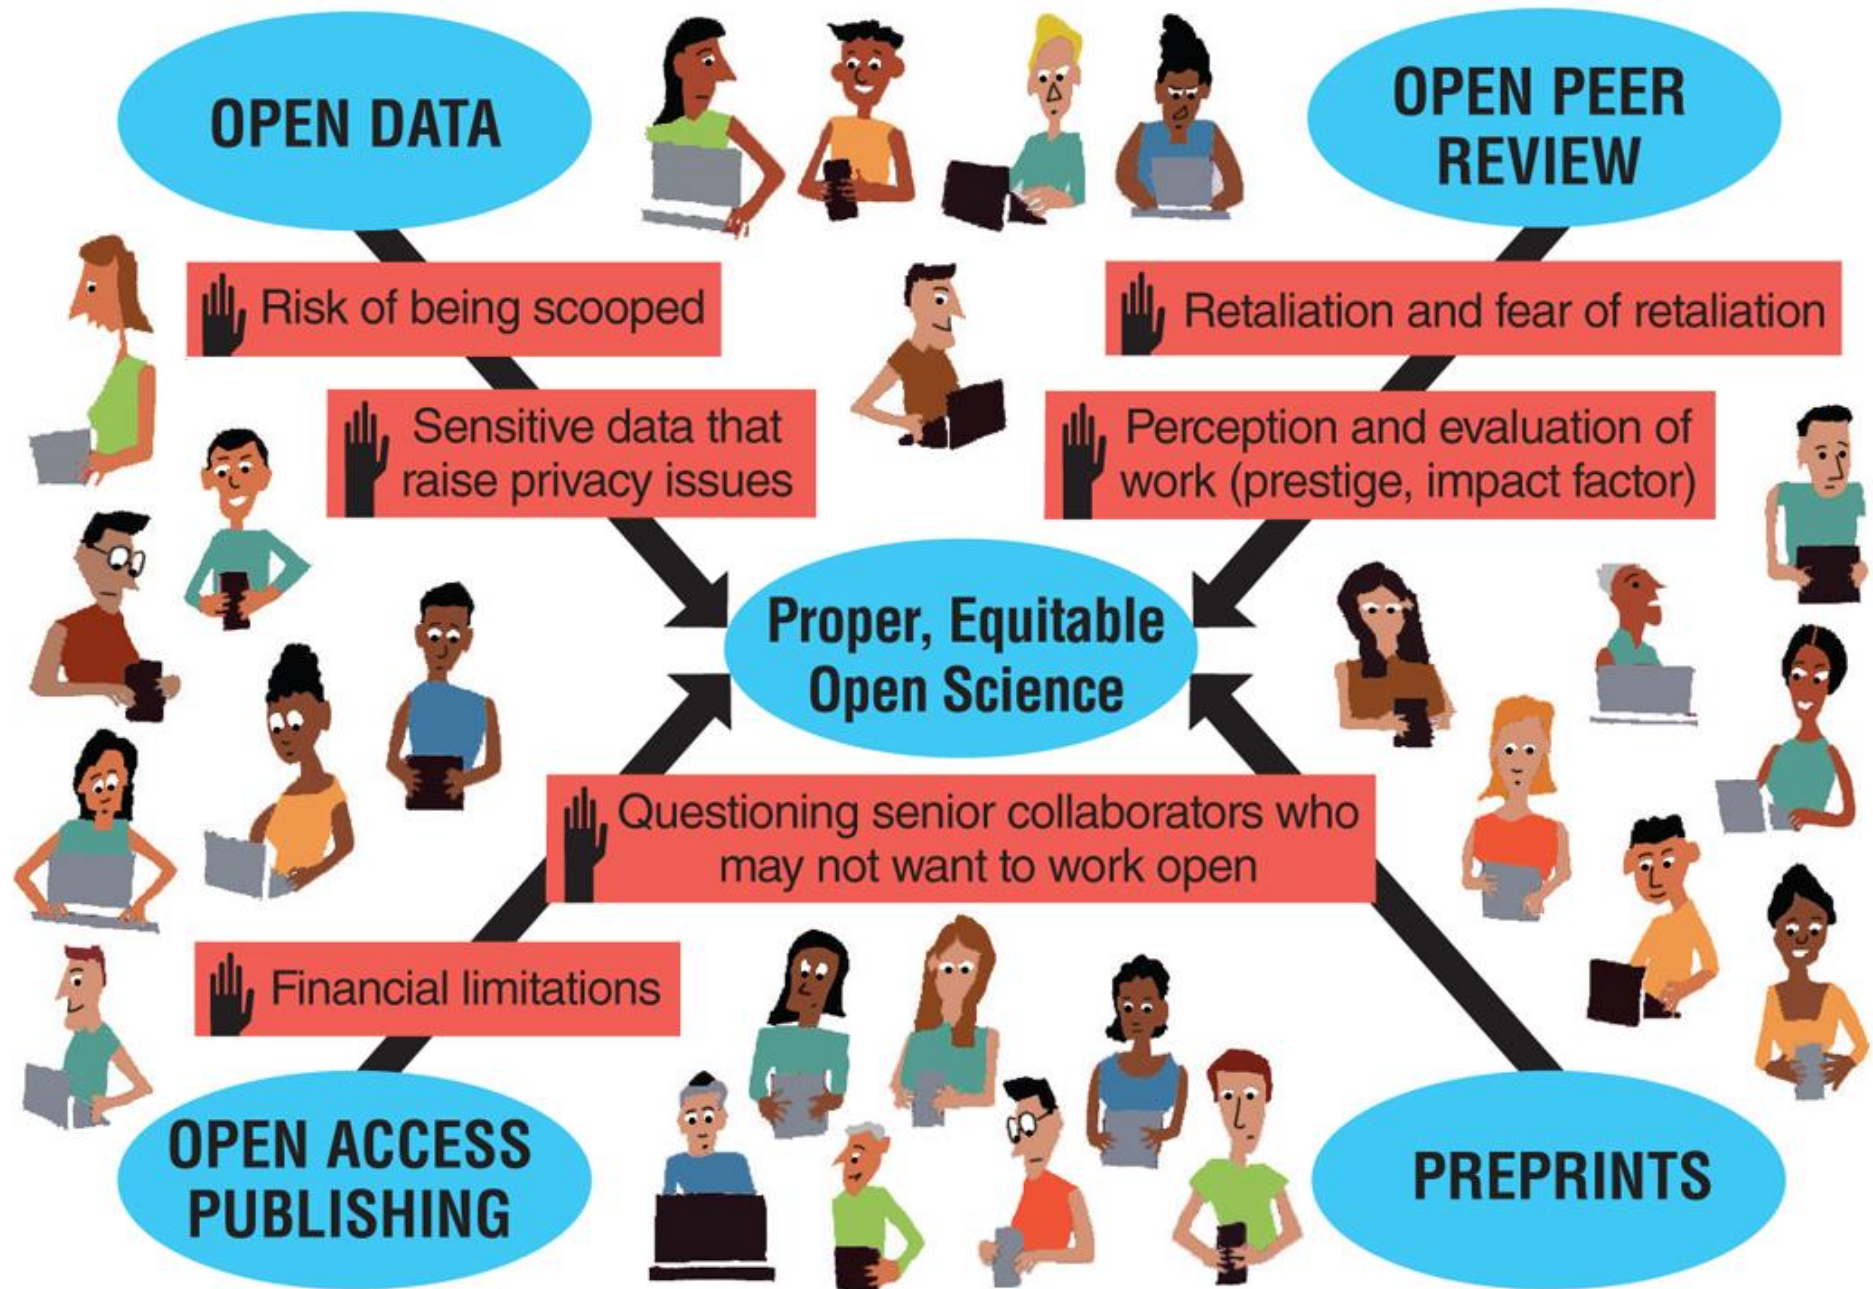 OPEN DATA
OPEN PEER
REVIEW
Risk of being scooped
Retaliation and fear of retaliation
Sensitive data that
raise privacy issues
Perception and evaluation of
work (prestige, impact factor)
Proper, Equitable
Open Science
Questioning senior collaborators who
may not want to work open
Financial limitations
OPEN ACCESS
PUBLISHING
PREPRINTS